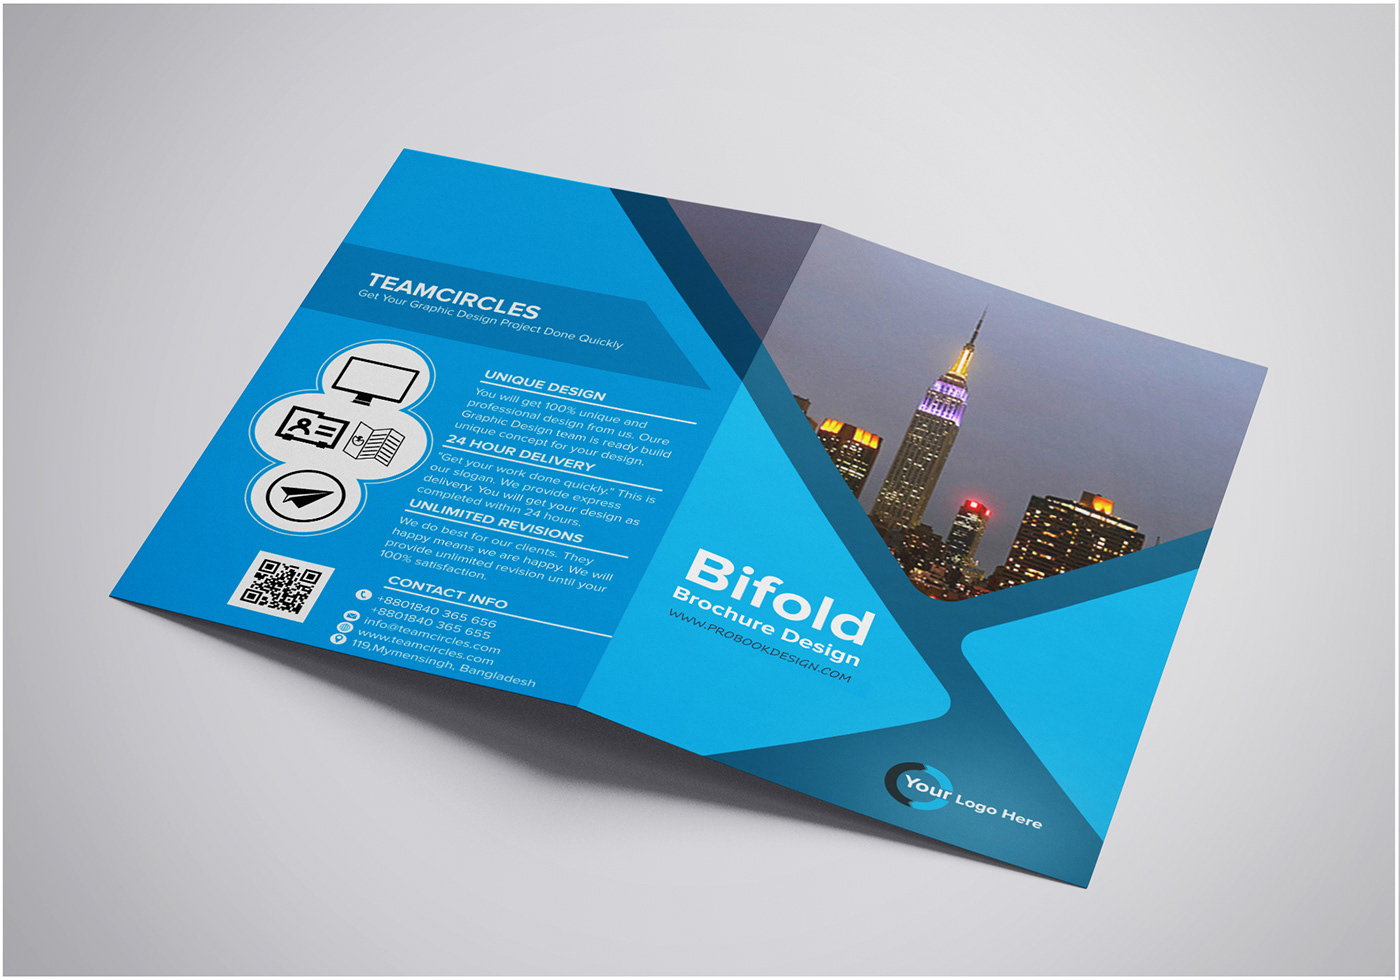 TEAMCIRCLES
Get Your Graphic Design Project Done Quickly
UNIQUE DESIGN
You will get 100% unique and
professional design from us. Oure
Graphic Design team is ready build
unique concept for your design.
24 HOUR DELIVERY
"Get your work done quickly." This is
our slogan. We provide express
delivery. You will get your design as
completed within 24 hours.
UNLIMITED REVISIONS
We do best for our clients. They
happy means we are happy. We will
provide unlimited revision until your
100% satisfaction.
CONTACT INFO
+8801840 365 656
+8801840 365 655
info@teamcircles.com
www.teamcircles.com
119,Mymensingh, Bangladesh
Bifold
Brochure Design
WWW.PROBOOKDESIGN.COM
Your Logo Here